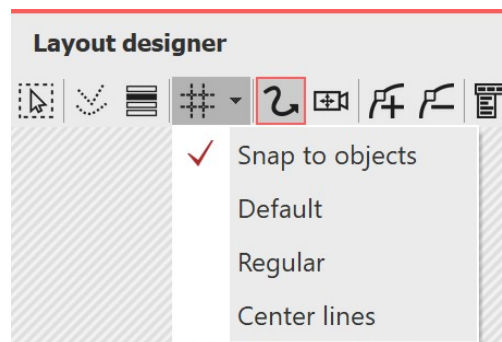 Layout designer
Snap to objects
Default
Regular
Center lines